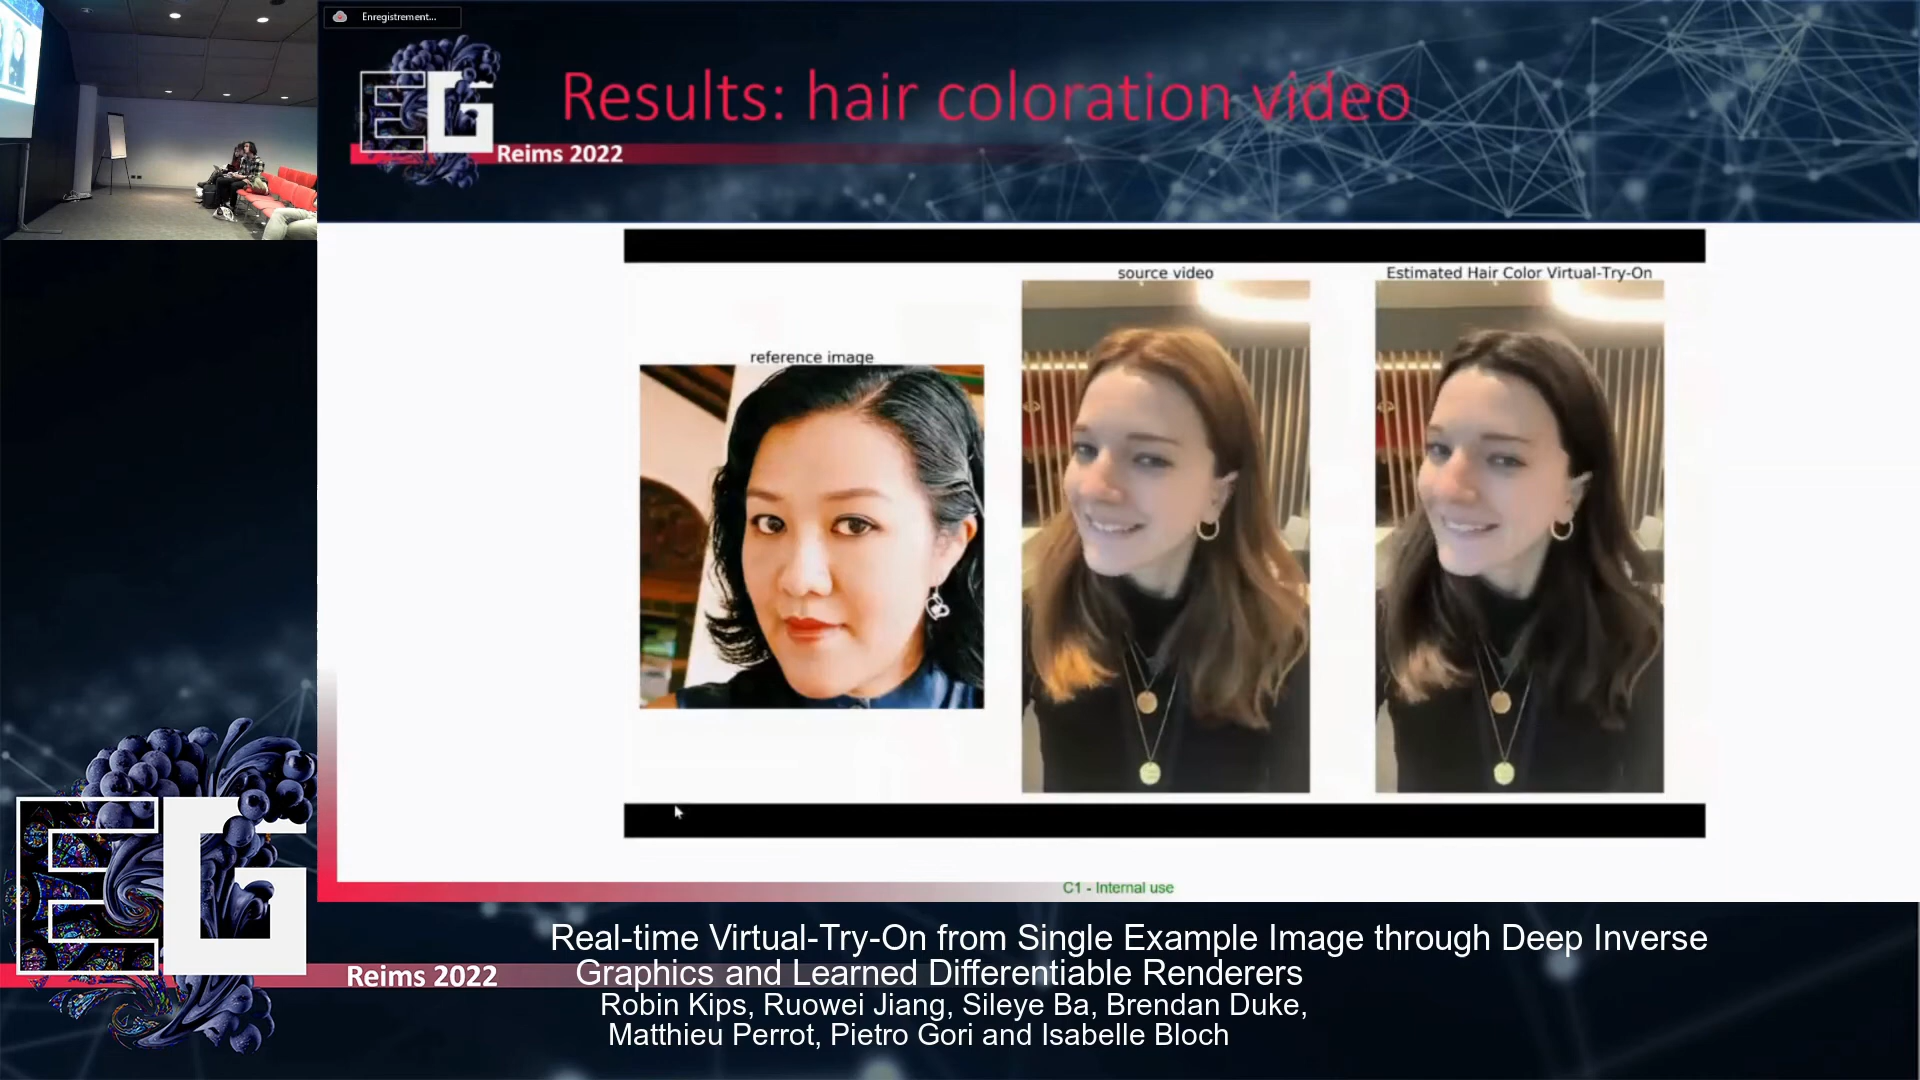 Enregistrement...
EG
Results: hair coloration video
Reims 2022
source video
Estimated Hair Color Virtual-Try-On
reference image
C1 - Internal use
EG
Reims 2022
Real-time Virtual-Try-On from Single Example Image through Deep Inverse
Graphics and Learned Differentiable Renderers
Robin Kips, Ruowei Jiang, Sileye Ba, Brendan Duke,
Matthieu Perrot, Pietro Gori and Isabelle Bloch